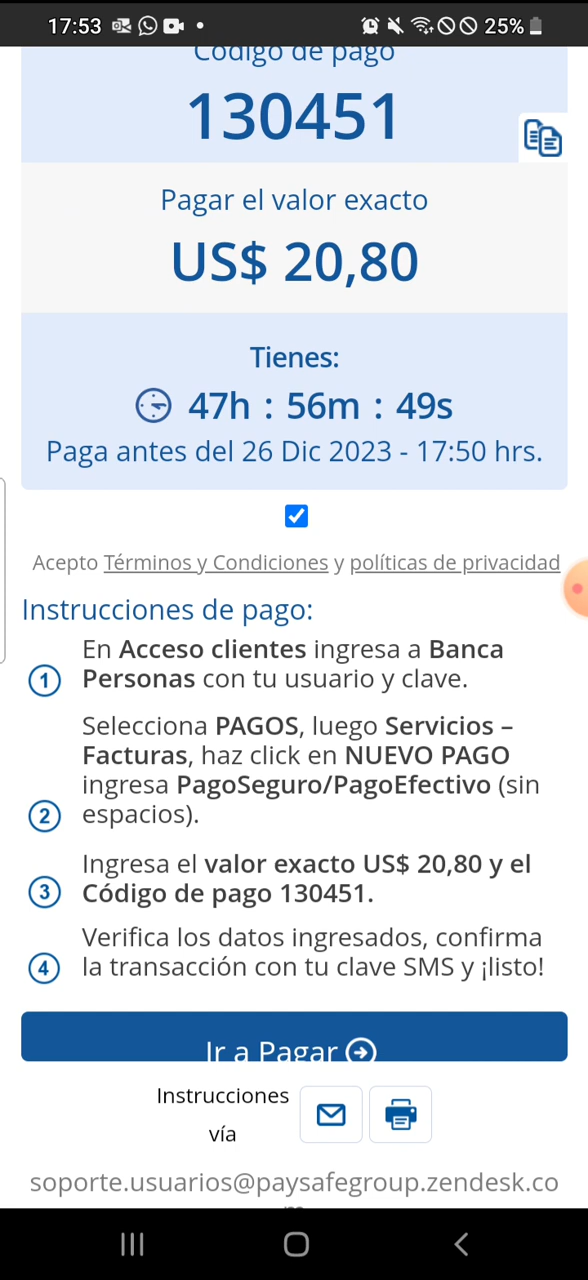 17:53
25%
Código de pago
130451
Pagar el valor exacto
US$ 20,80
Tienes:
47h : 56m : 49s
Paga antes del 26 Dic 2023 - 17:50 hrs.
Acepto Términos y Condiciones y políticas de privacidad
Instrucciones de pago:
En Acceso clientes ingresa a Banca
1 Personas con tu usuario y clave.
Selecciona PAGOS, luego Servicios –
Facturas, haz click en NUEVO PAGO
ingresa PagoSeguro/PagoEfectivo (sin
2 espacios).
Ingresa el valor exacto US$ 20,80 y el
3 Código de pago 130451.
Verifica los datos ingresados, confirma
4 la transacción con tu clave SMS y ¡listo!
Ir a Pagar
Instrucciones
vía
soporte.usuarios@paysafegroup.zendesk.co
m